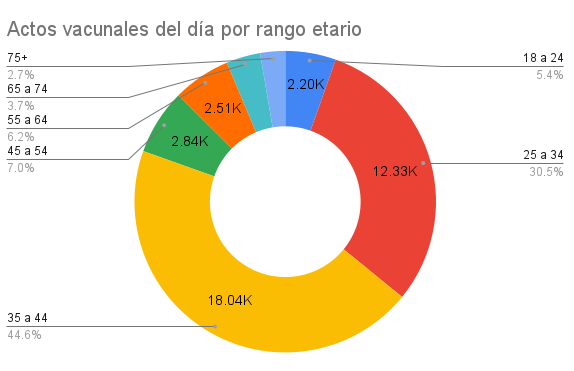 Actos vacunales del día por rango etario
75+
2.7%
65 a 74
3.7%
55 a 64
6.2%
45 a 54
7.0%
35 a 44
44.6%
18 a 24
5.4%
25 a 34
30.5%
2.20K
12.33K
18.04K
2.84K
2.51K